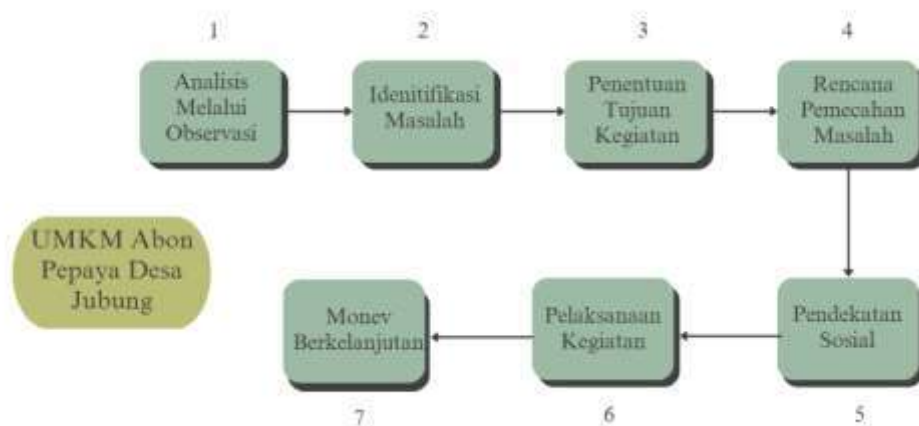 1
Analisis
Melalui
Observasi
2
Idenitifikasi
Masalah
3
Penentuan
Tujuan
Kegiatan
4
Rencana
Pemecahan
Masalah
UMKM Abon
Pepaya Desa
Jubung
Pendekatan
Sosial
5
Pelaksanaan
Kegiatan
6
Monev
Berkelanjutan
7